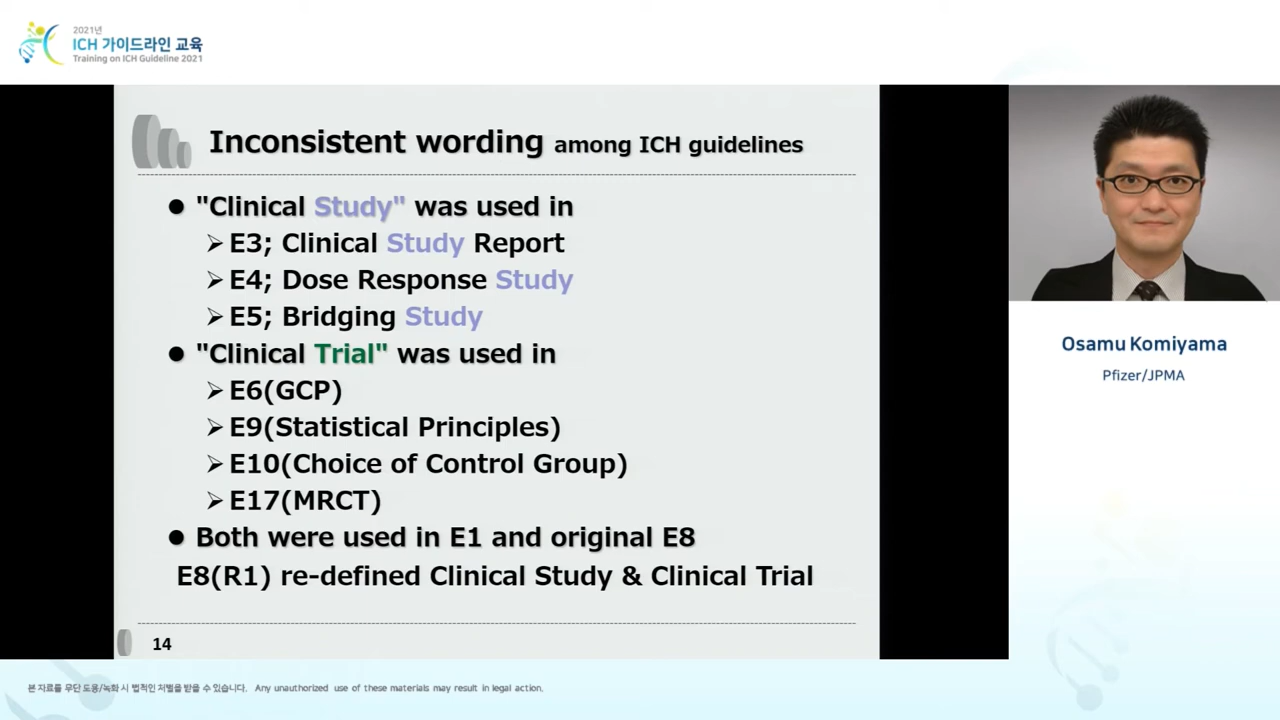 2021년
ICH 가이드라인 교육
Training on ICH Guideline 2021
Inconsistent wording among ICH guidelines
● "Clinical Study" was used in
➢ E3; Clinical Study Report
➢ E4; Dose Response Study
➢ E5; Bridging Study
● "Clinical Trial" was used in
➢ E6(GCP)
➢ E9(Statistical Principles)
➢ E10(Choice of Control Group)
➢ E17(MRCT)
● Both were used in E1 and original E8
E8(R1) re-defined Clinical Study & Clinical Trial
14
Osamu Komiyama
Pfizer/JPMA
본 자료를 무단 도용/녹화 시 법적인 처벌을 받을 수 있습니다. Any unauthorized use of these materials may result in legal action.